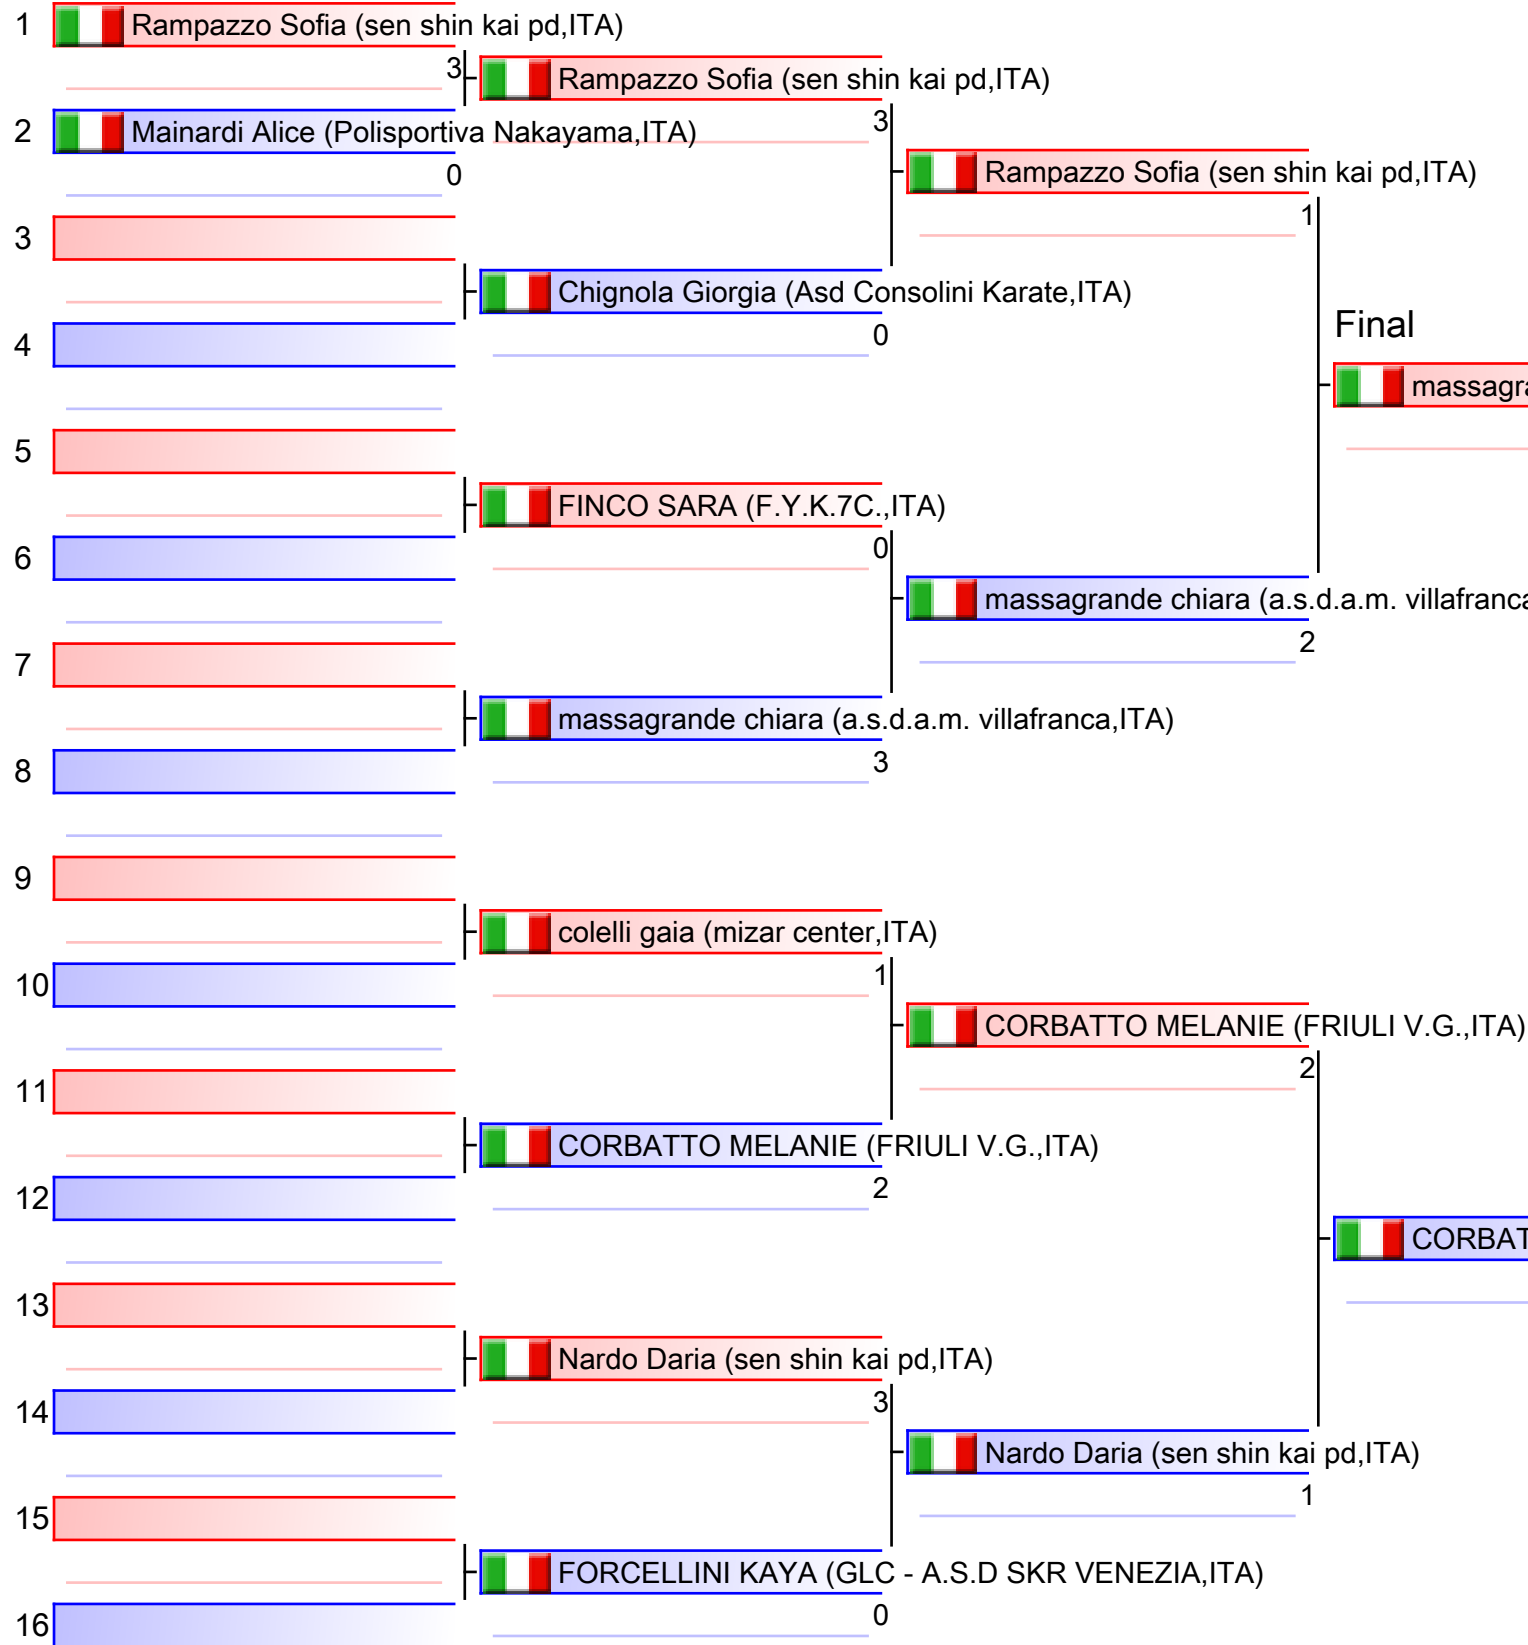 1 Rampazzo Sofia (sen shin kai pd,ITA)
3 Rampazzo Sofia (sen shin kai pd,ITA)
2 Mainardi Alice (Polisportiva Nakayama,ITA)
3
0
Rampazzo Sofia (sen shin kai pd,ITA)
1
3
Chignola Giorgia (Asd Consolini Karate,ITA)
0
4
Final
massagra
5
FINCO SARA (F.Y.K.7C.,ITA)
0
6
massagrande chiara (a.s.d.a.m. villafranca
2
7
massagrande chiara (a.s.d.a.m. villafranca,ITA)
3
8
9
colelli gaia (mizar center,ITA)
1
10
CORBATTO MELANIE (FRIULI V.G.,ITA)
2
11
CORBATTO MELANIE (FRIULI V.G.,ITA)
2
12
CORBAT
13
Nardo Daria (sen shin kai pd,ITA)
3
14
Nardo Daria (sen shin kai pd,ITA)
1
15
FORCELLINI KAYA (GLC - A.S.D SKR VENEZIA,ITA)
0
16